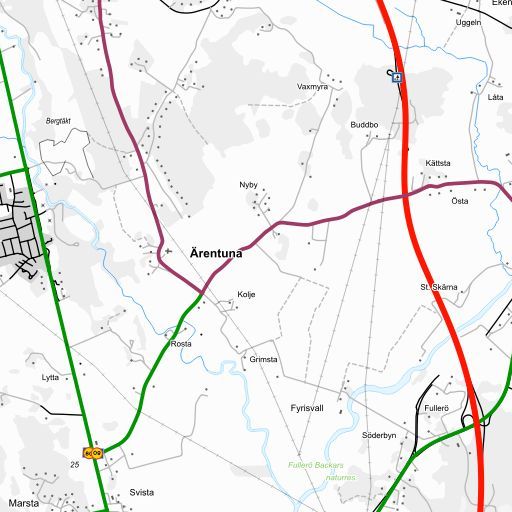 Eken
Uggeln
Vaxmyra
Låta
Bergtäkt
Buddbo
Kättsta
Nyby
Östa
Ärentuna
St. Skärna
Kolje
Rosta
Grimsta
Lytta
Fyrisvall
Fullerö
Söderbyn
25
Fullerö Backars
naturres
Svista
Marsta